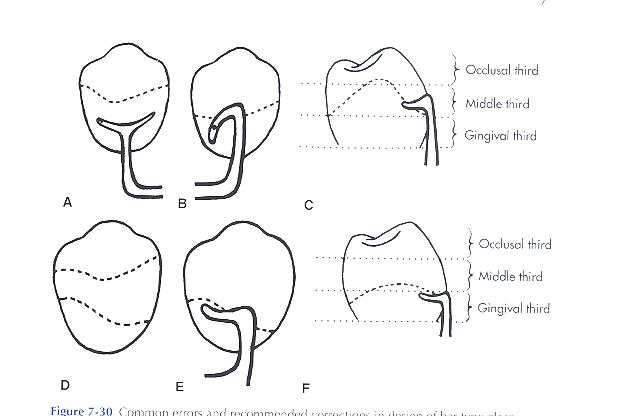 Occlusal third
Middle third
Gingival third
A
B
C
Occlusal third
Middle third
Gingival third
D
E
F
Figure 7-30 Common errors and recommended corrections in design of bar-type clasp